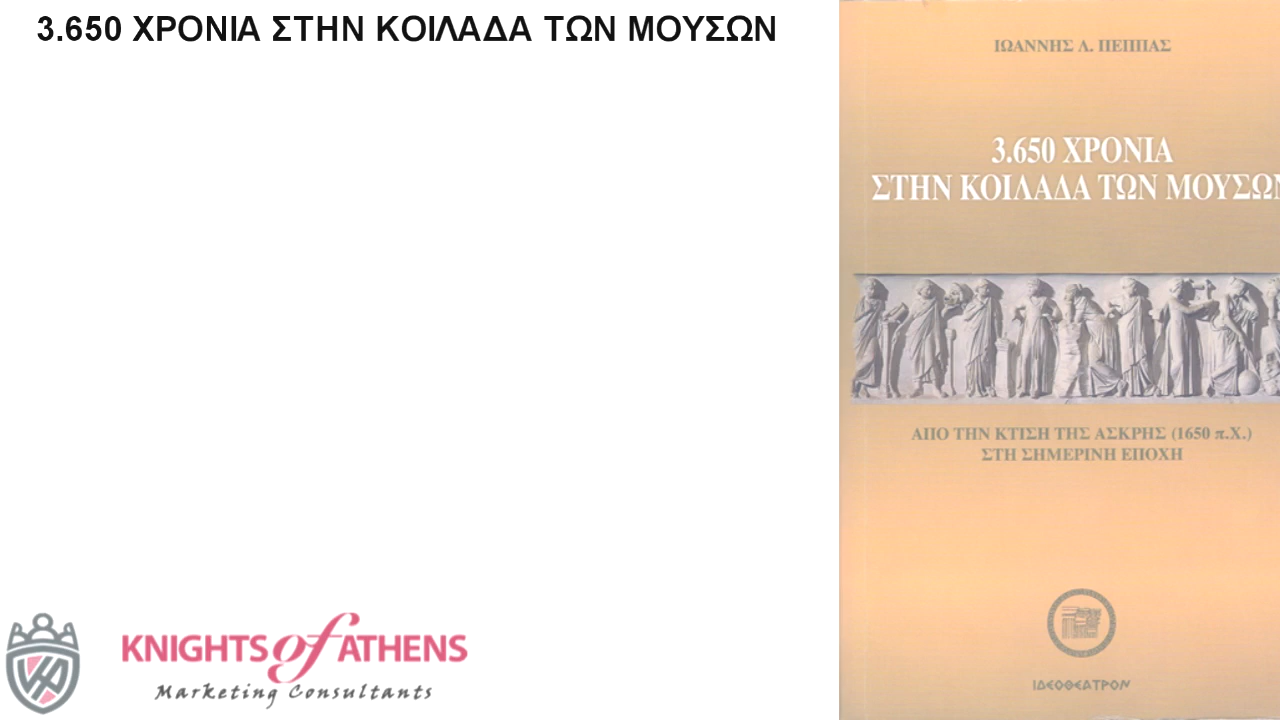 3.650 ΧΡΟΝΙΑ ΣΤΗΝ ΚΟΙΛΑΔΑ ΤΩΝ ΜΟΥΣΩΝ
ΙΩΑΝΝΗΣ Λ. ΠΕΠΠΑΣ
3.650 ΧΡΟΝΙΑ
ΣΤΗΝ ΚΟΙΛΑΔΑ ΤΩΝ ΜΟΥΣΩΝ
ΑΠΟ ΤΗΝ ΚΤΙΣΗ ΤΗΣ ΑΣΚΡΗΣ (1650 π.Χ.)
ΣΤΗ ΣΗΜΕΡΙΝΗ ΕΠΟΧΗ
ΙΔΕΟΘΕΑΤΡΟΝ
KNIGHTS of ATHENS
Marketing Consultants